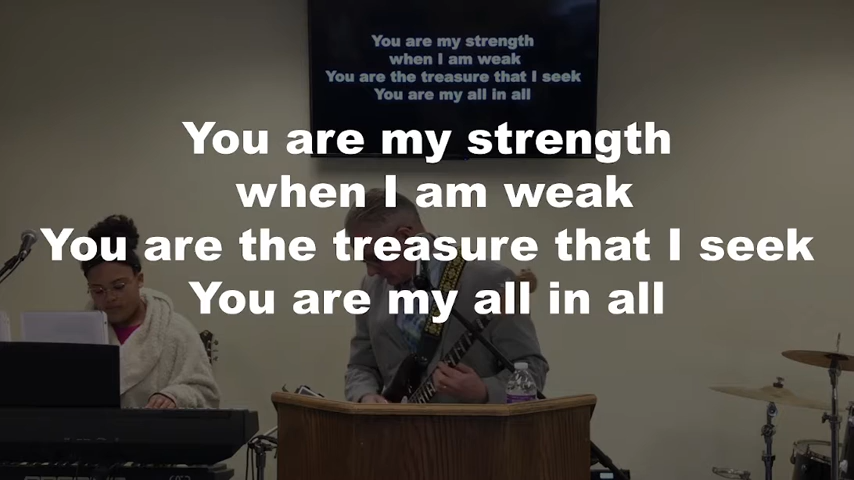 You are my strength
when I am weak
You are the treasure that I seek
You are my all in all
You are my strength
when I am weak
You are the treasure that I seek
You are my all in all